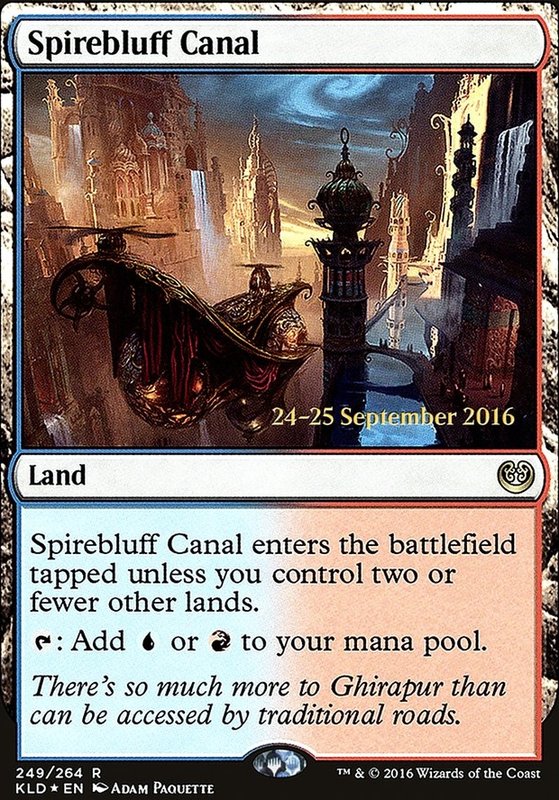 Spirebluff Canal
24–25 September 2016
Land
Spirebluff Canal enters the battlefield
tapped unless you control two or
fewer other lands.
: Add or to your mana pool.
There's so much more to Ghirapur than
can be accessed by traditional roads.
249/264 R
KLD ★ EN Adam Paquette
™ & © 2016 Wizards of the Coast